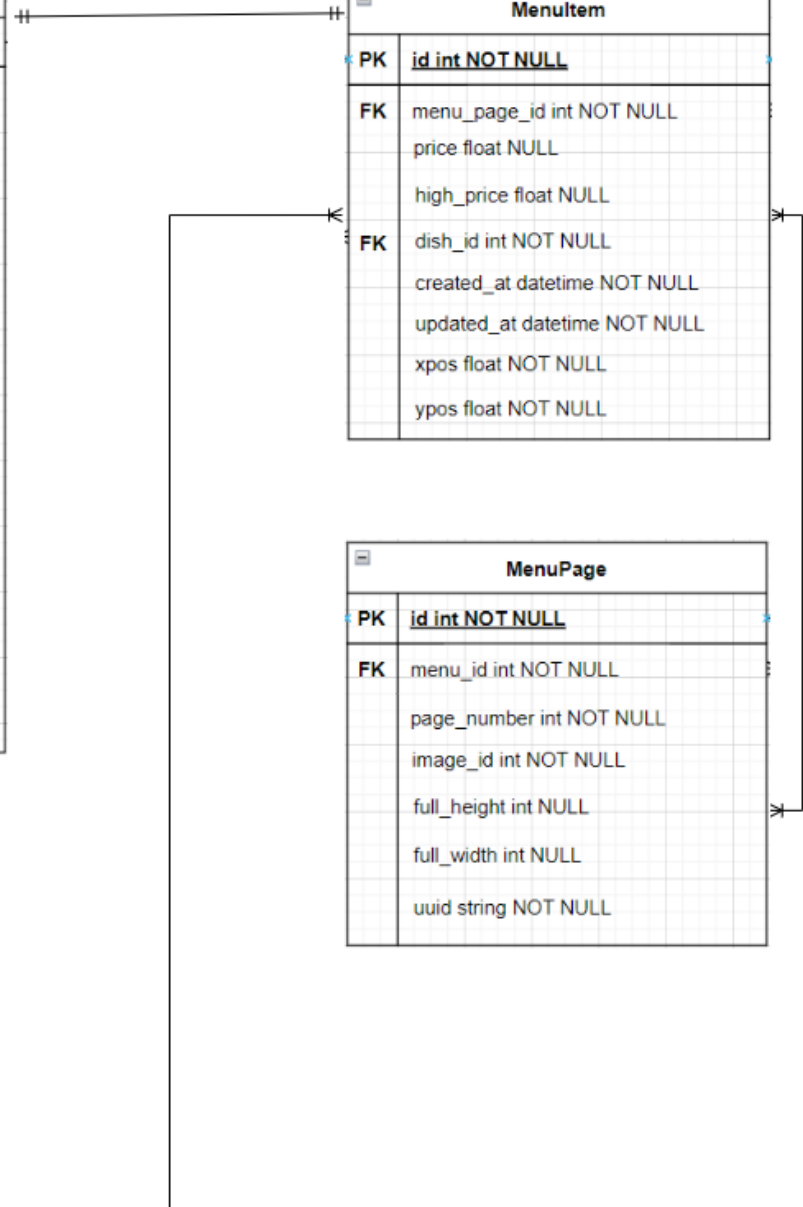 MenuItem
PK id int NOT NULL
FK menu_page_id int NOT NULL
price float NULL
high_price float NULL
FK dish_id int NOT NULL
created_at datetime NOT NULL
updated_at datetime NOT NULL
xpos float NOT NULL
ypos float NOT NULL
MenuPage
PK id int NOT NULL
FK menu_id int NOT NULL
page_number int NOT NULL
image_id int NOT NULL
full_height int NULL
full_width int NULL
uuid string NOT NULL